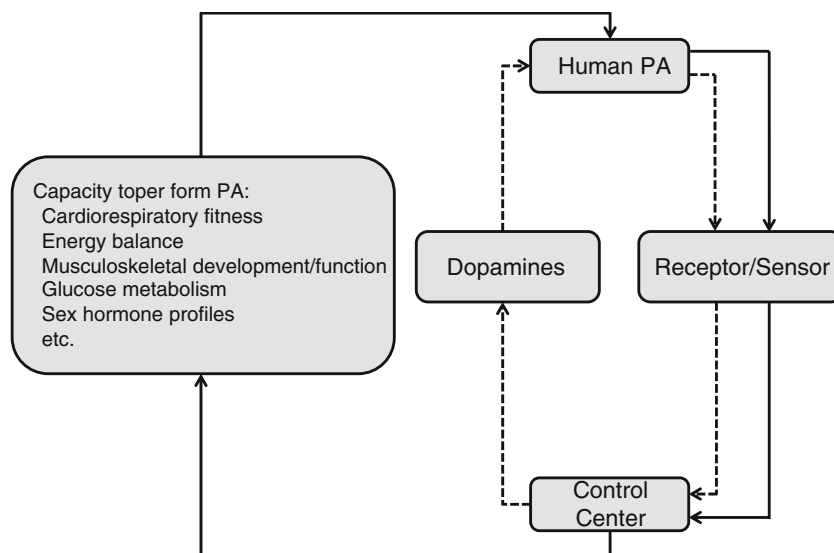 Human PA
Capacity toper form PA:
Cardiorespiratory fitness
Energy balance
Musculoskeletal development/function
Glucose metabolism
Sex hormone profiles
etc.
Dopamines
Receptor/Sensor
Control
Center